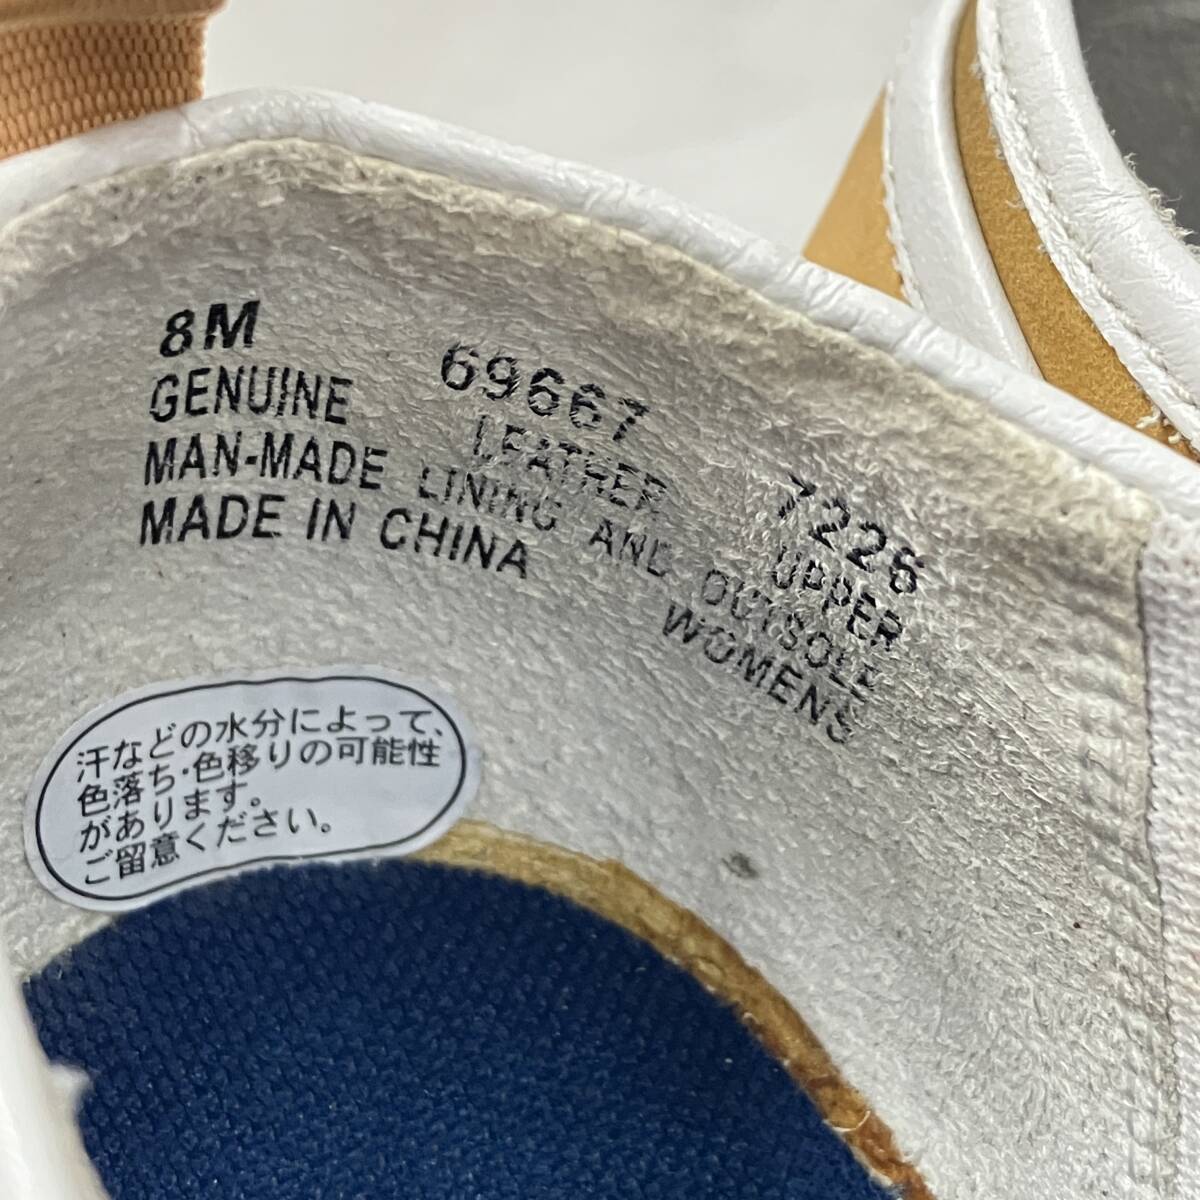 8M 69667 7226
GENUINE LEATHER UPPER
MAN-MADE LINING AND OUTSOLE
MADE IN CHINA WOMENS
汗などの水分によって、
色落ち・色移りの可能性
があります。
ご留意ください。